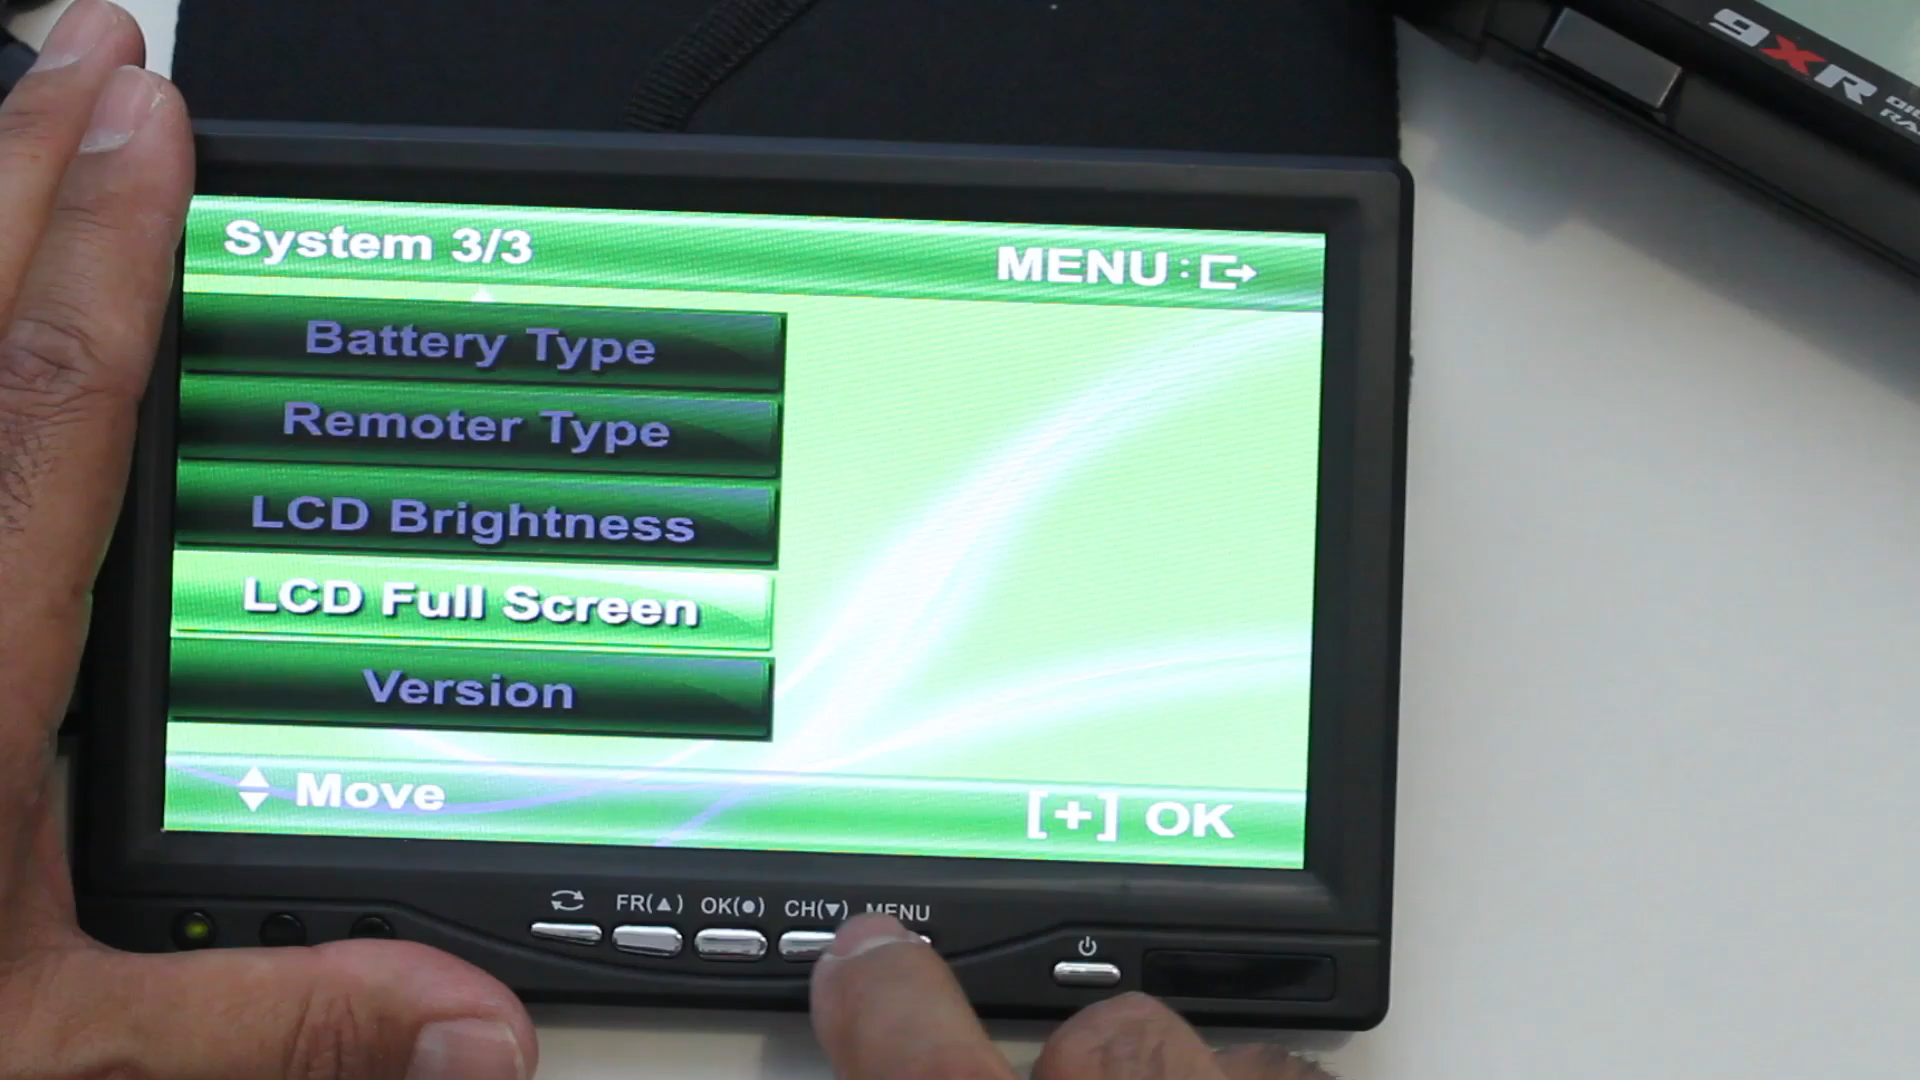 9XR
System 3/3
MENU:
Battery Type
Remoter Type
LCD Brightness
LCD Full Screen
Version
Move
[+] OK
FR(▲) OK(●) CH(▼) MENU